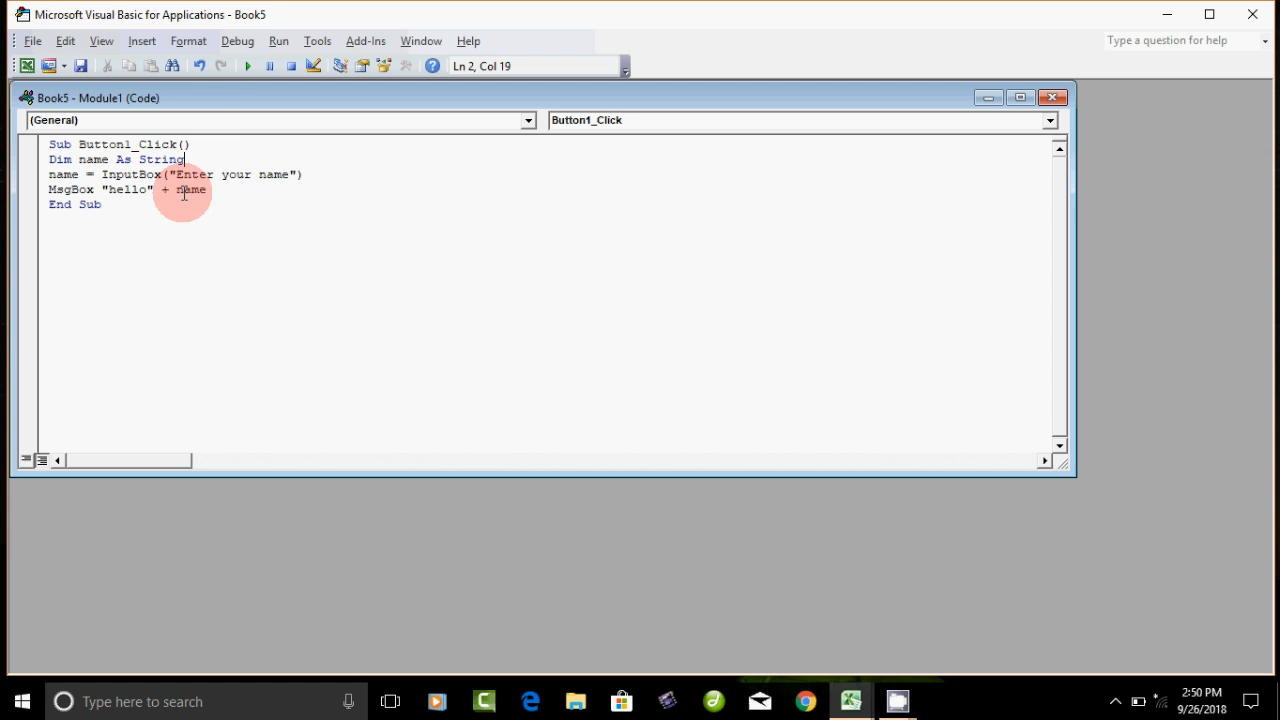 Microsoft Visual Basic for Applications - Book5
File Edit View Insert Format Debug Run Tools Add-Ins Window Help
Type a question for help
Ln 2, Col 19
Book5 - Module1 (Code)
(General)
Button1_Click
Sub Button1_Click()
Dim name As String
name = InputBox("Enter your name")
MsgBox "hello" + name
End Sub
Type here to search
2:50 PM
9/26/2018